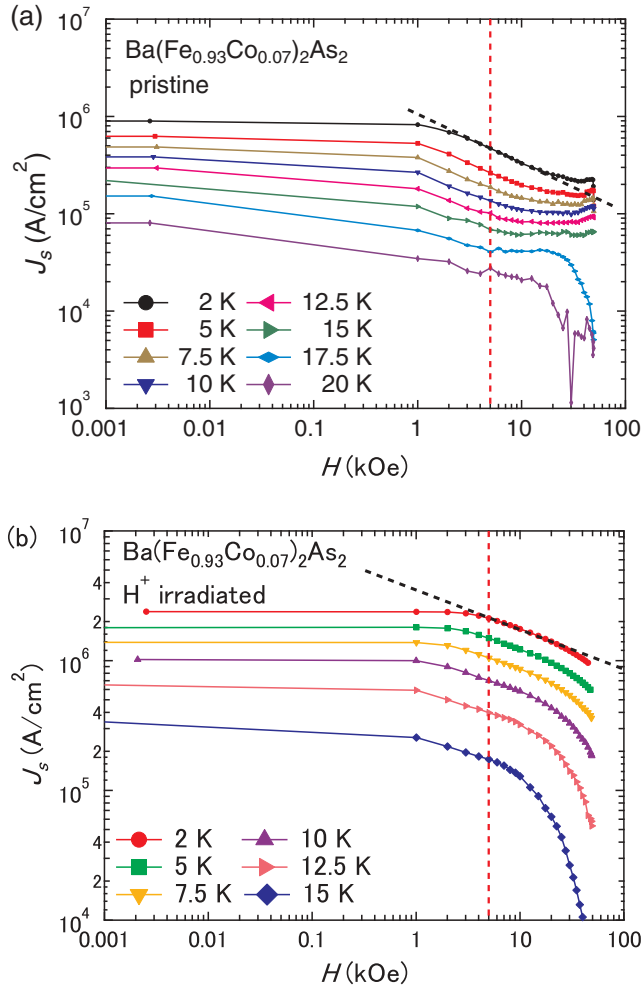 (a)
10^7
Ba(Fe0.93Co0.07)2As2
pristine
10^6
10^5
10^4
10^3
Js (A/cm^2)
2 K
5 K
7.5 K
10 K
12.5 K
15 K
17.5 K
20 K
0.001 0.01 0.1 1 10 100
H (kOe)
(b)
10^7
Ba(Fe0.93Co0.07)2As2
H^+ irradiated
4
2
10^6
4
2
10^5
4
2
10^4
Js (A/cm^2)
2 K
5 K
7.5 K
10 K
12.5 K
15 K
0.001 0.01 0.1 1 10 100
H (kOe)